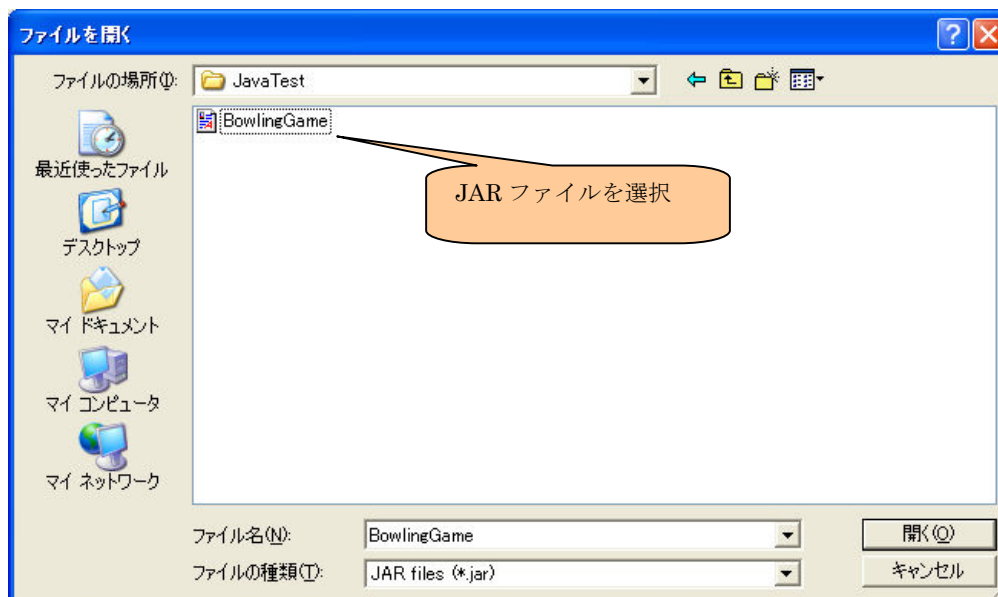 ファイルを開く
ファイルの場所(I):
JavaTest
BowlingGame
JAR ファイルを選択
最近使ったファイル
デスクトップ
マイ ドキュメント
マイ コンピュータ
マイ ネットワーク
ファイル名(N):
BowlingGame
開く(O)
ファイルの種類(T):
JAR files (*.jar)
キャンセル